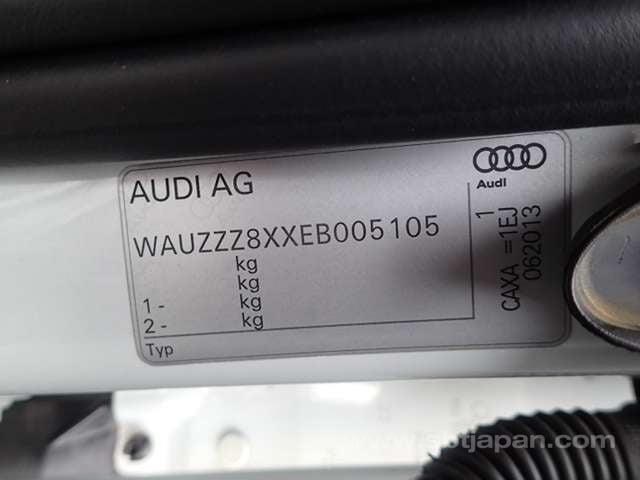 AUDI AG
Audi
WAUZZZ8XXEB005105
kg
kg
1 - kg
2 - kg
Typ
1
CAXA =1EJ
062013
www.sbtjapan.com